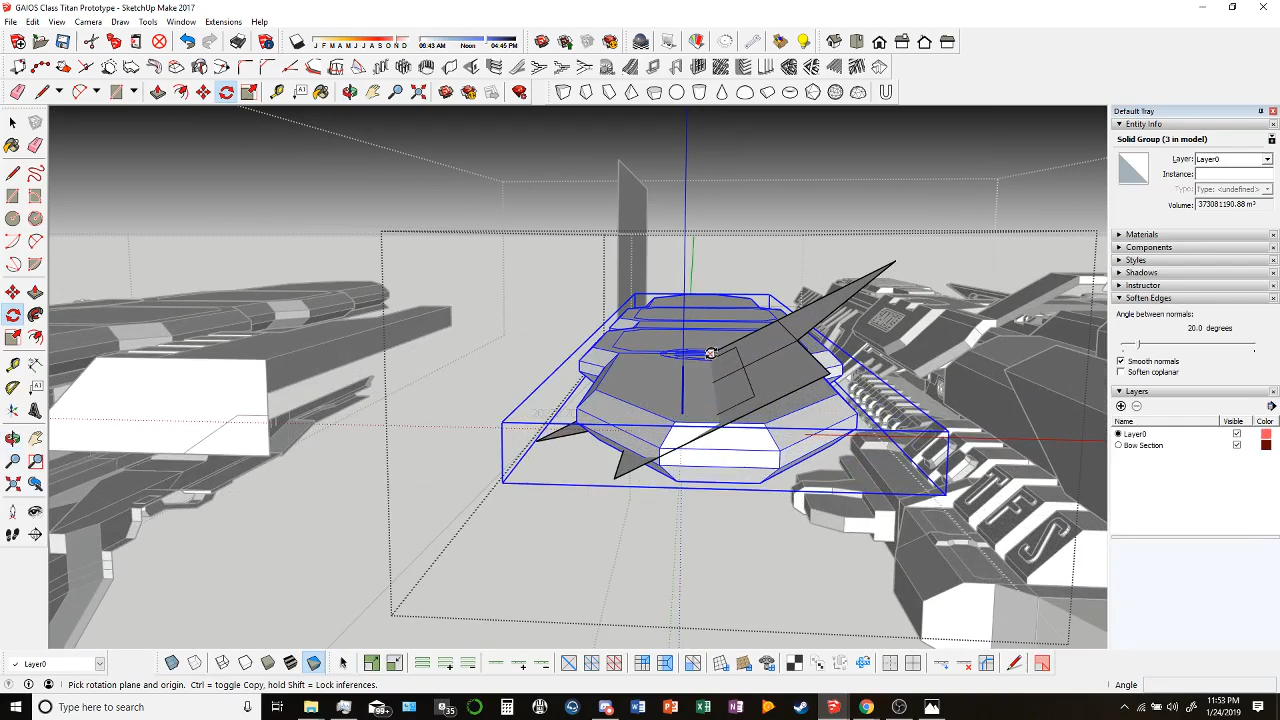 GAIOS Class Titan Prototype - SketchUp Make 2017
File Edit View Camera Draw Tools Window Extensions Help
J F M A M J J A S O N D
Noon
04:45 PM
Default Tray
Entity Info
Solid Group (3 in model)
Layer: Layer0
Instance:
Type: Type: <undefined>
Volume: 373081190.88 m³
Materials
Components
Styles
Shadows
Instructor
Soften Edges
Angle between normals:
20.0 degrees
Smooth normals
Soften coplanar
Layers
Name Visible Color
Layer0
Bow Section
TFS
Layer0
Pick rotation plane and origin. Ctrl = toggle Copy, hold Shift = Lock inferences.
Angle
Type here to search
99+
35
11:53 PM
1/24/2019